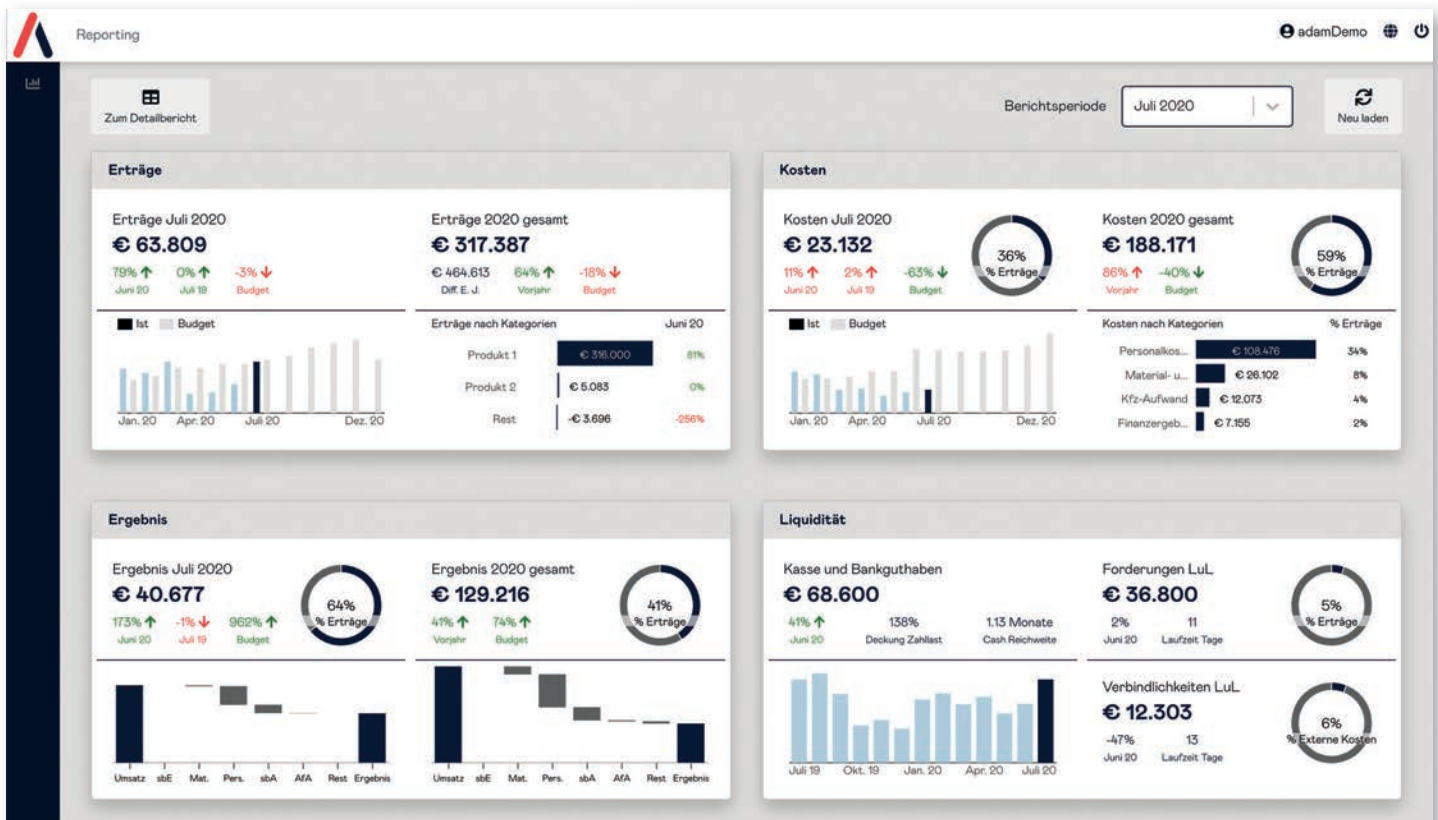 Reporting
adamDemo
Zum Detailbericht
Berichtsperiode
Juli 2020
Neu laden
Erträge
Erträge Juli 2020
€ 63.809
79% 0% -3%
Juni 20 Juli 19 Budget
Erträge 2020 gesamt
€ 317.387
€ 464.613 64% -18%
Diff. E. J. Vorjahr Budget
Ist Budget
Jan. 20 Apr. 20 Juli 20 Dez. 20
Erträge nach Kategorien Juni 20
Produkt 1 € 316.000 81%
Produkt 2 € 5.083 0%
Rest -€ 3.696 -256%
Kosten
Kosten Juli 2020
€ 23.132
11% 2% -63%
Juni 20 Juli 19 Budget
36%
% Erträge
Kosten 2020 gesamt
€ 188.171
86% -40%
Vorjahr Budget
59%
% Erträge
Ist Budget
Jan. 20 Apr. 20 Juli 20 Dez. 20
Kosten nach Kategorien % Erträge
Personalkos... € 108.476 34%
Material- u... € 26.102 8%
Kfz-Aufwand € 12.073 4%
Finanzergeb... € 7.155 2%
Ergebnis
Ergebnis Juli 2020
€ 40.677
173% -1% 962%
Juni 20 Juli 19 Budget
64%
% Erträge
Ergebnis 2020 gesamt
€ 129.216
41% 74%
Vorjahr Budget
41%
% Erträge
Umsatz sbE Mat. Pers. sbA AfA Rest Ergebnis
Umsatz sbE Mat. Pers. sbA AfA Rest Ergebnis
Liquidität
Kasse und Bankguthaben
€ 68.600
41% 138% 1.13 Monate
Juni 20 Deckung Zahllast Cash Reichweite
Juli 19 Okt. 19 Jan. 20 Apr. 20 Juli 20
Forderungen LuL
€ 36.800
2% 11
Juni 20 Laufzeit Tage
5%
% Erträge
Verbindlichkeiten LuL
€ 12.303
-47% 13
Juni 20 Laufzeit Tage
6%
% Externe Kosten